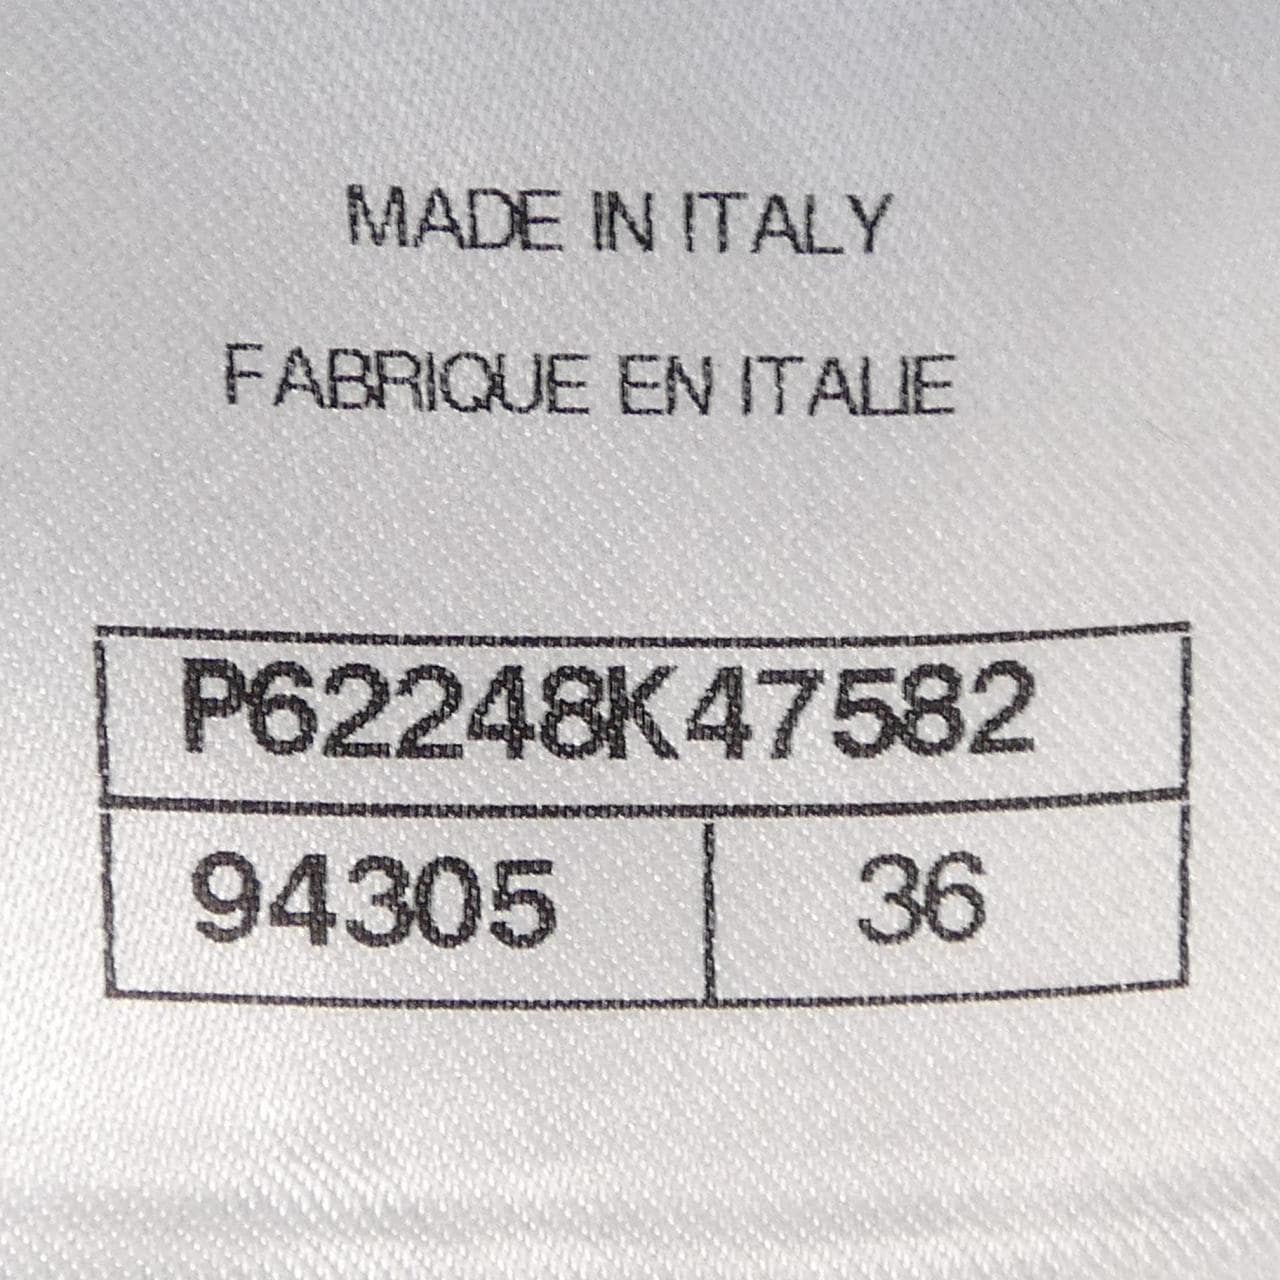 MADE IN ITALY
FABRIQUE EN ITALIE
P62248K47582
94305 36